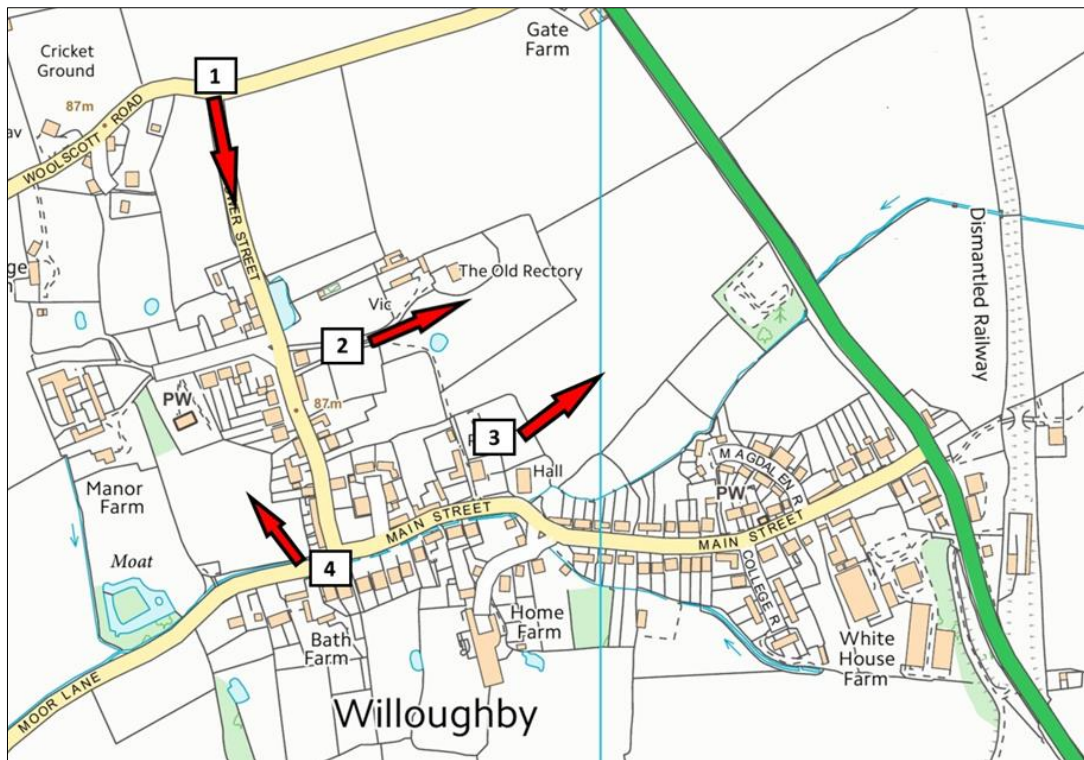 Cricket
Ground
Gate
Farm
1
87m
WOOLSCOTT ROAD
STREET
The Old Rectory
Vic
2
87m
PW
3
Hall
Dismantled Railway
Manor
Farm
Moat
MAIN STREET
MAGDALEN R
PW
MAIN STREET
COLLEGE R
4
Bath
Farm
Home
Farm
White
House
Farm
MOOR LANE
Willoughby